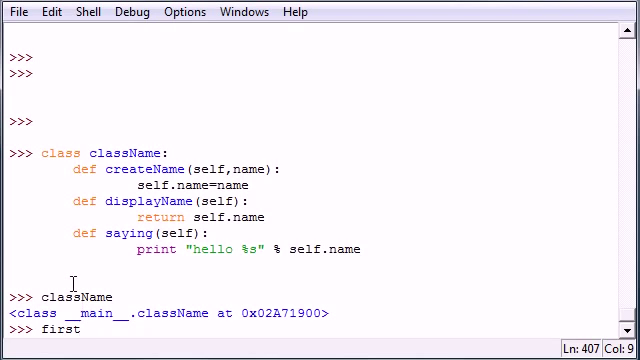 File Edit Shell Debug Options Windows Help
>>>
>>>
>>>
>>> class className:
def createName(self,name):
self.name=name
def displayName(self):
return self.name
def saying(self):
print "hello %s" % self.name
>>> className
<class __main__.className at 0x02A71900>
>>> first
Ln: 407 Col: 9